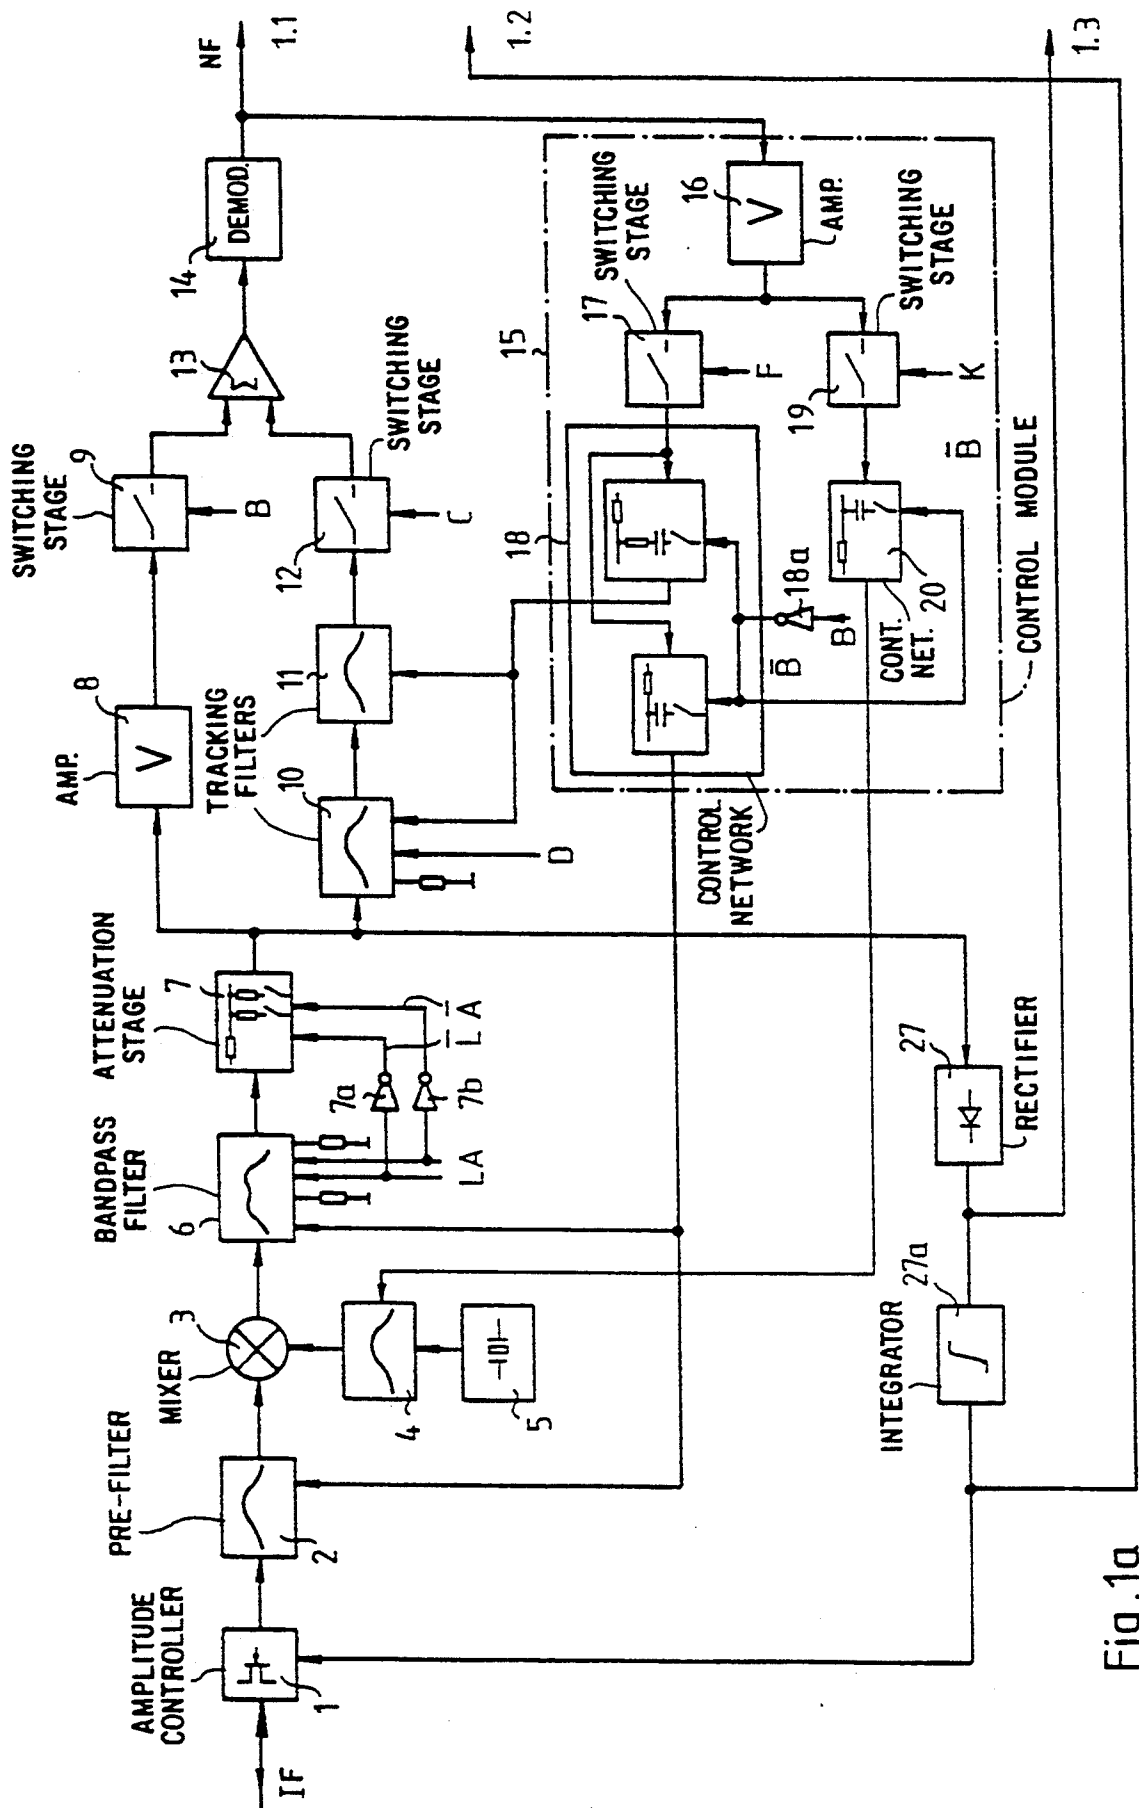 IF
AMPLITUDE
CONTROLLER
1
PRE-FILTER
2
MIXER
3
4
5
BANDPASS
FILTER
6
L A
7a
7b
L̄ Ā
ATTENUATION
STAGE
7
AMP.
8
V
TRACKING
FILTERS
10
11
D
SWITCHING
STAGE
9
B
12
C
SWITCHING
STAGE
13
Σ
14
DEMOD.
NF
1.1
1.2
1.3
15
16
V
AMP.
17
SWITCHING
STAGE
F
18
18a
B
B̄
19
SWITCHING
STAGE
K
B̄
20
CONT.
NET.
CONTROL
NETWORK
CONTROL MODULE
27
RECTIFIER
27a
INTEGRATOR
Fig.1a